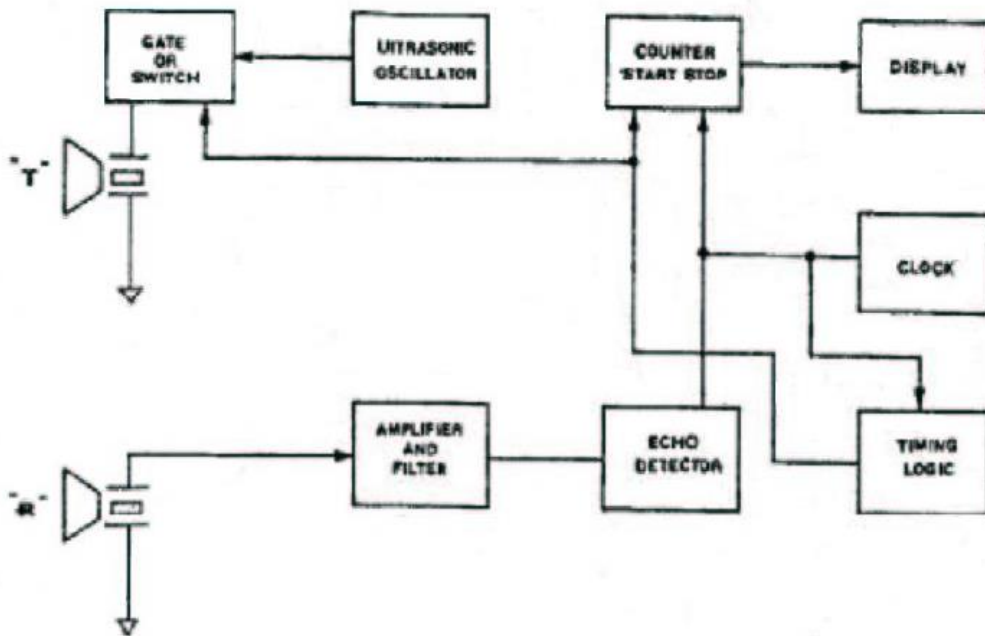 GATE
OR
SWITCH
ULTRASONIC
OSCILLATOR
COUNTER
START STOP
DISPLAY
"T"
CLOCK
AMPLIFIER
AND
FILTER
ECHO
DETECTOR
TIMING
LOGIC
"R"